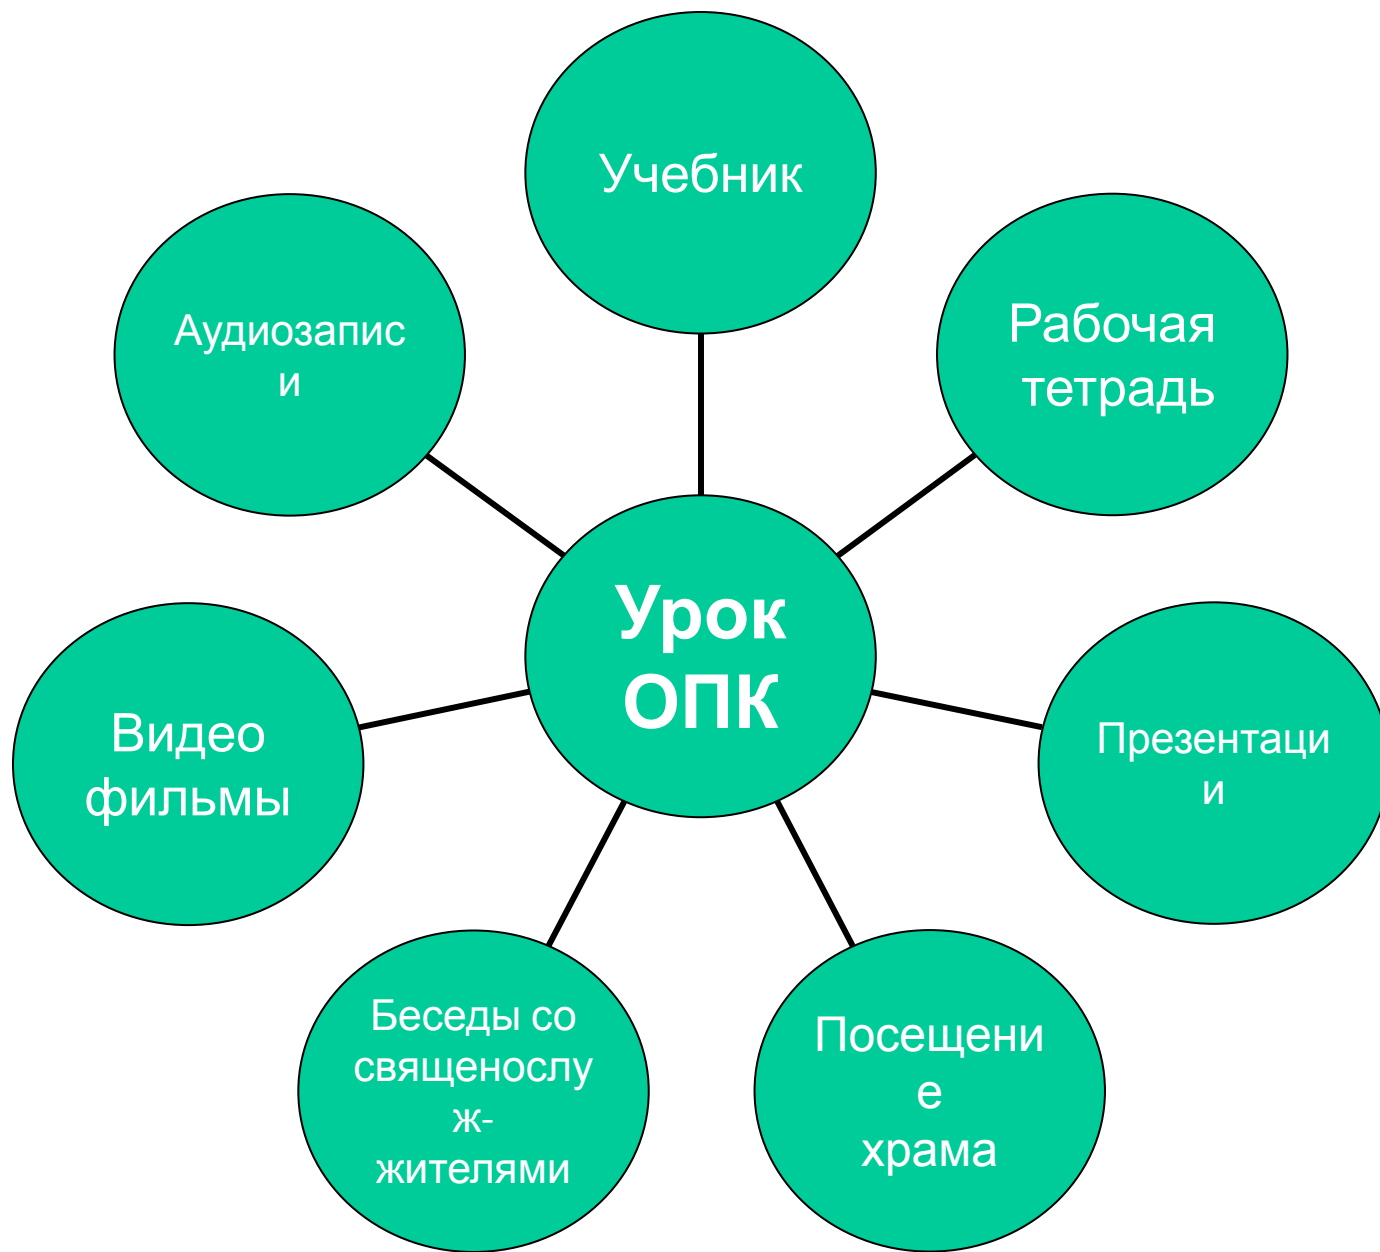 Учебник
Рабочая
тетрадь
Презентаци
и
Посещени
е
храма
Беседы со
священослу
ж-
жителями
Видео
фильмы
Аудиозапис
и
Урок
ОПК